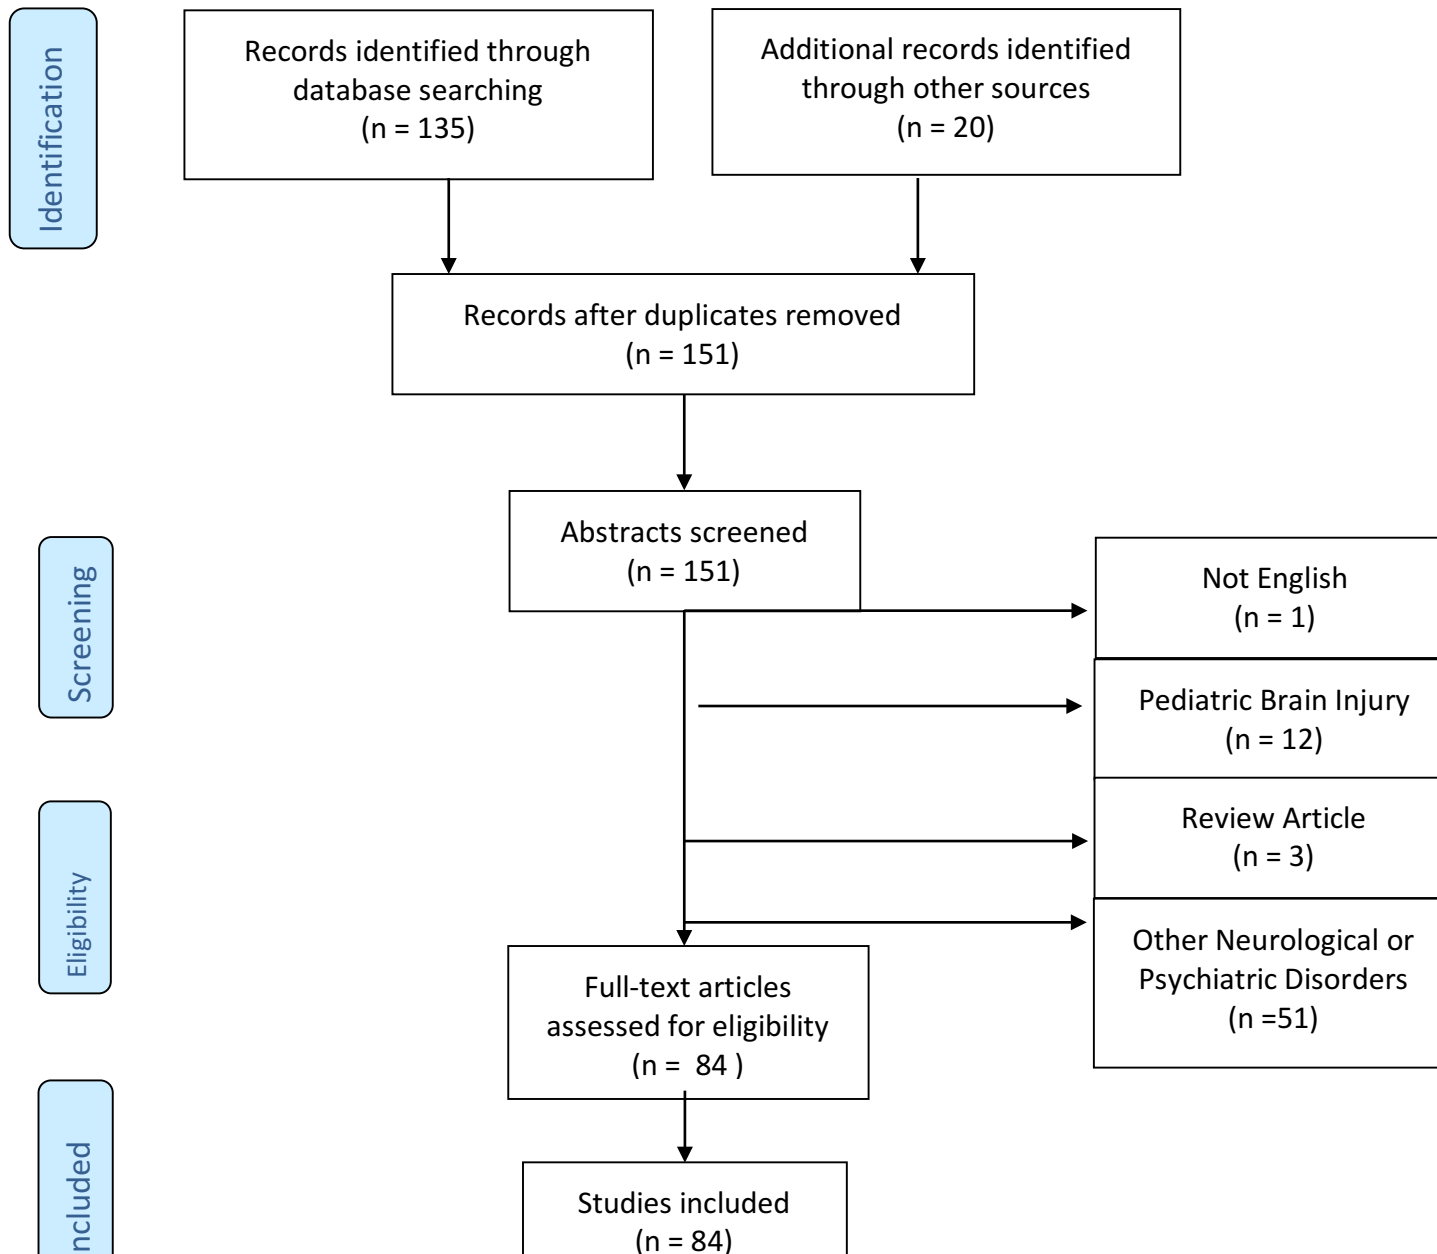 Identification
Records identified through
database searching
(n = 135)
Additional records identified
through other sources
(n = 20)
Records after duplicates removed
(n = 151)
Screening
Abstracts screened
(n = 151)
Not English
(n = 1)
Pediatric Brain Injury
(n = 12)
Eligibility
Review Article
(n = 3)
Other Neurological or
Psychiatric Disorders
(n =51)
Full-text articles
assessed for eligibility
(n =  84 )
ncluded
Studies included
(n = 84)